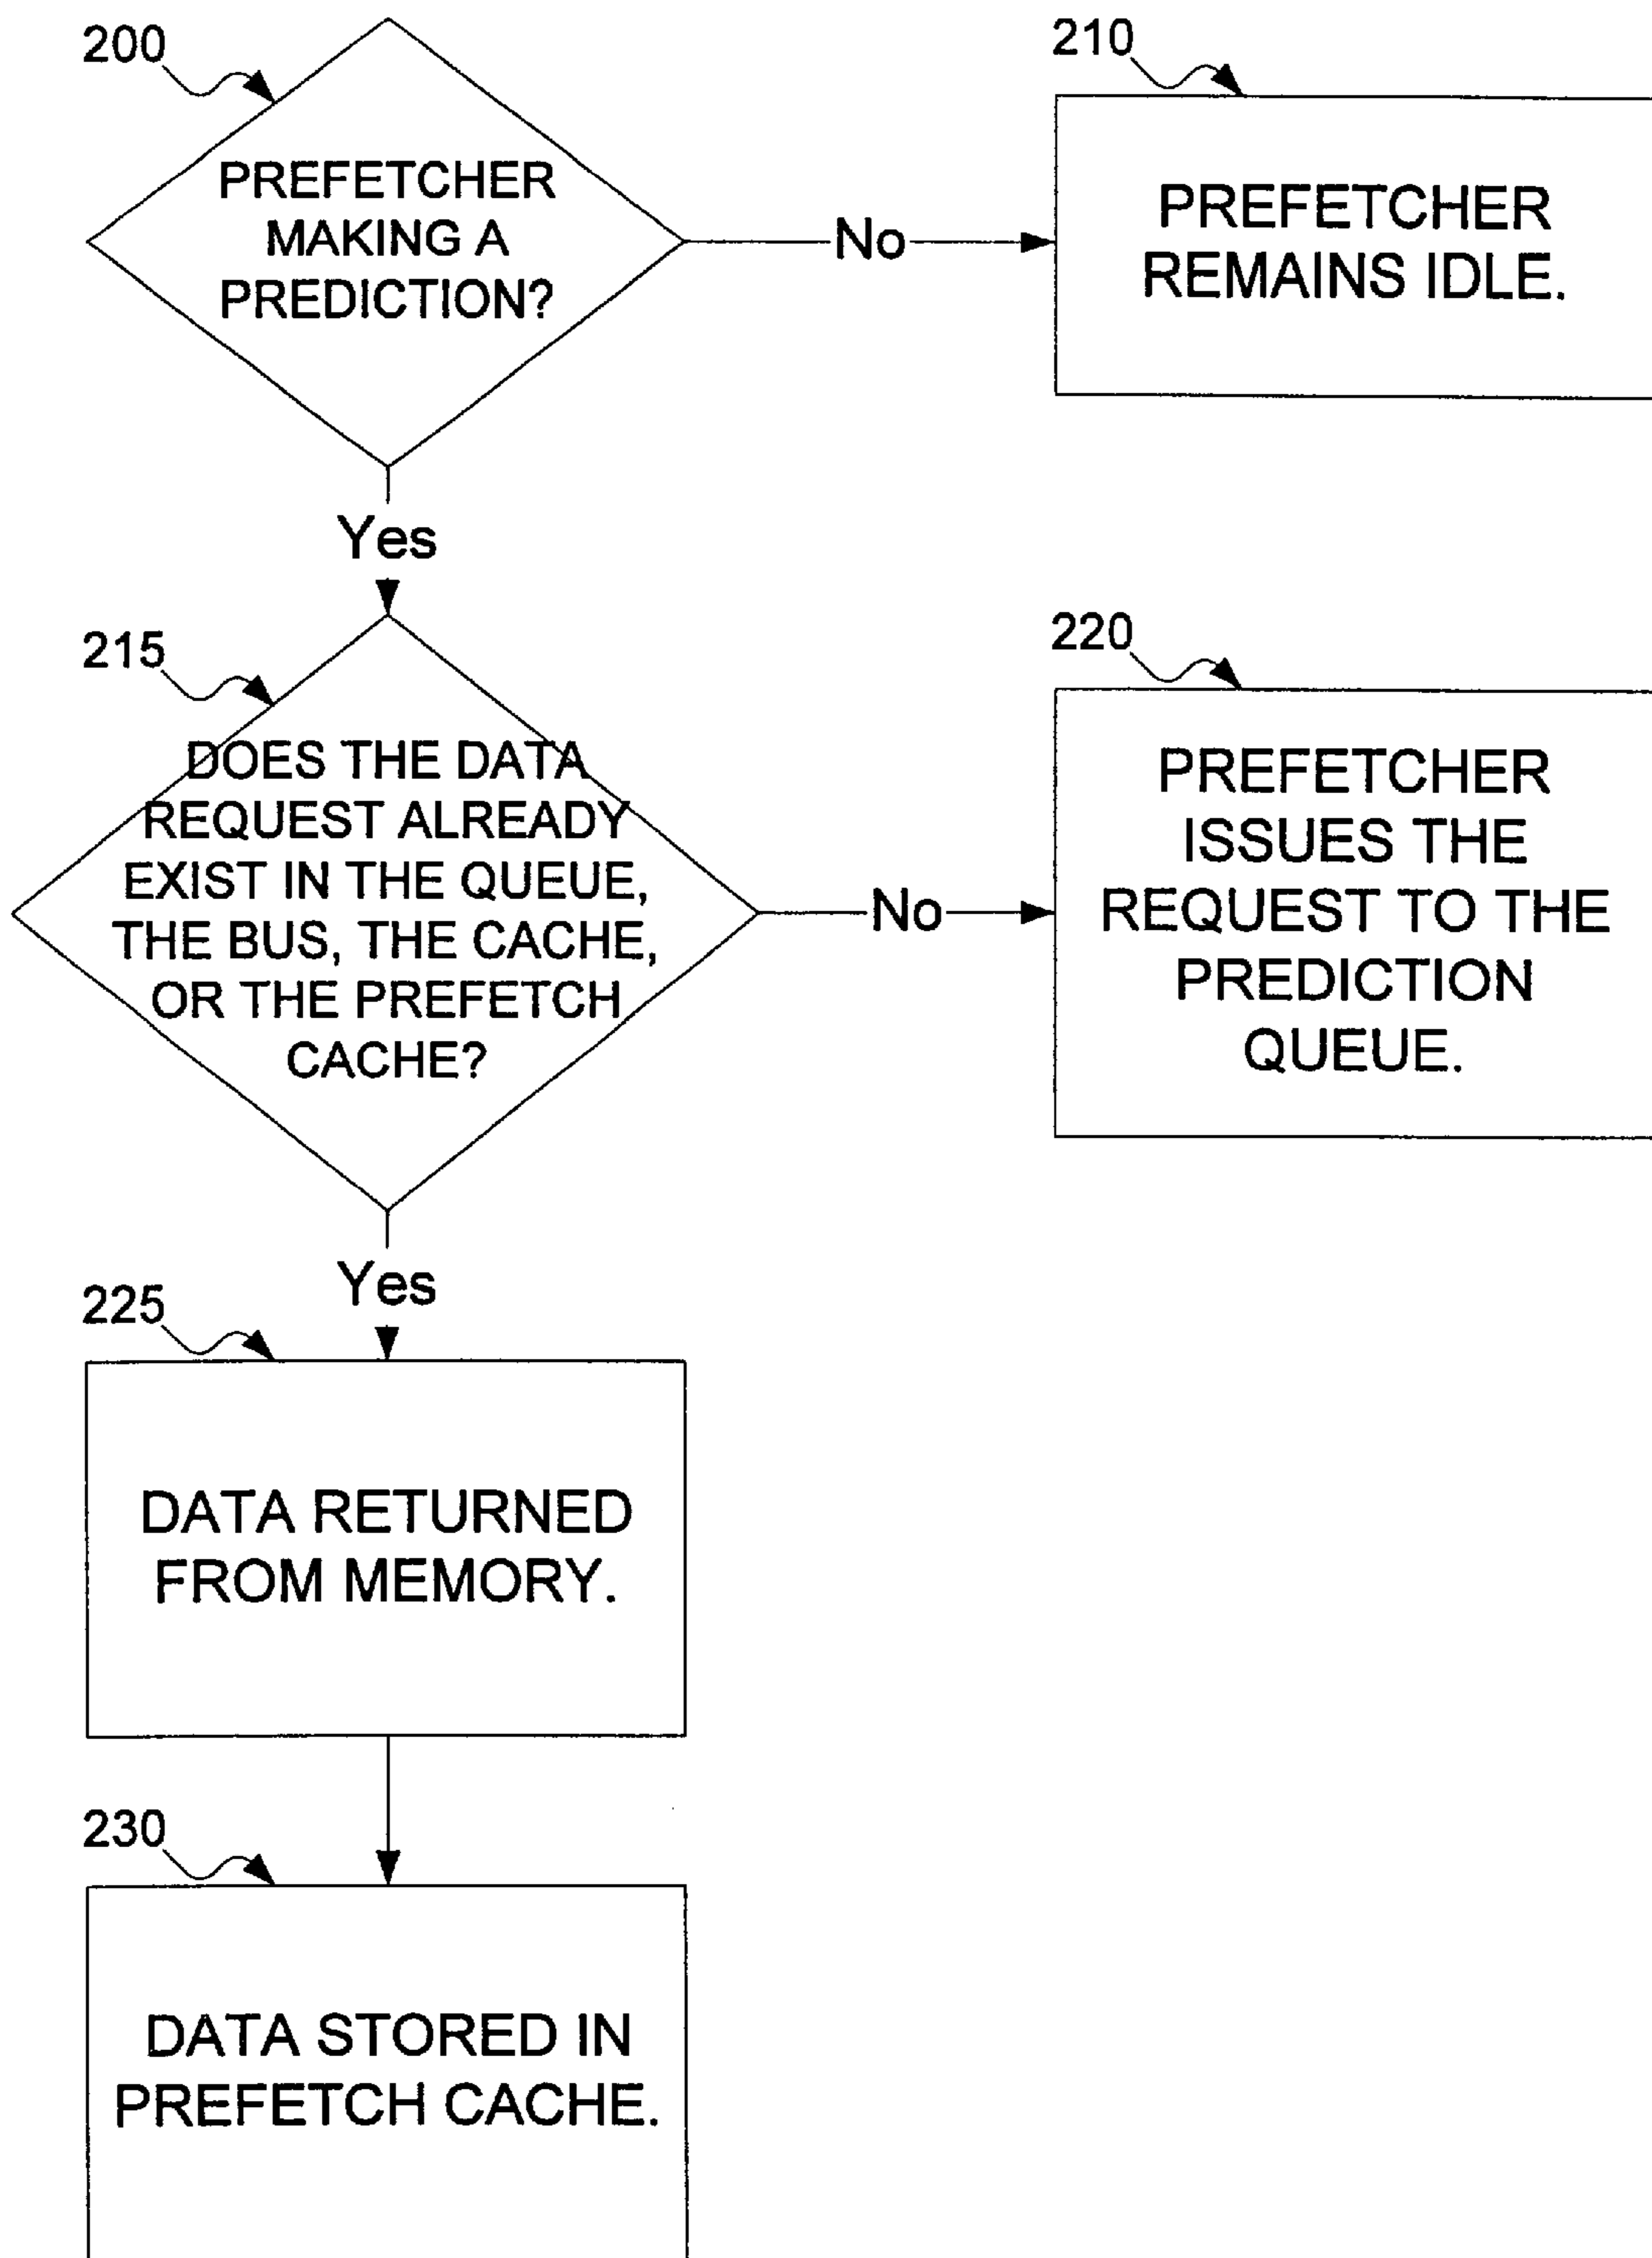 200
PREFETCHER
MAKING A
PREDICTION?
No
210
PREFETCHER
REMAINS IDLE.
Yes
215
DOES THE DATA
REQUEST ALREADY
EXIST IN THE QUEUE,
THE BUS, THE CACHE,
OR THE PREFETCH
CACHE?
No
220
PREFETCHER
ISSUES THE
REQUEST TO THE
PREDICTION
QUEUE.
Yes
225
DATA RETURNED
FROM MEMORY.
230
DATA STORED IN
PREFETCH CACHE.